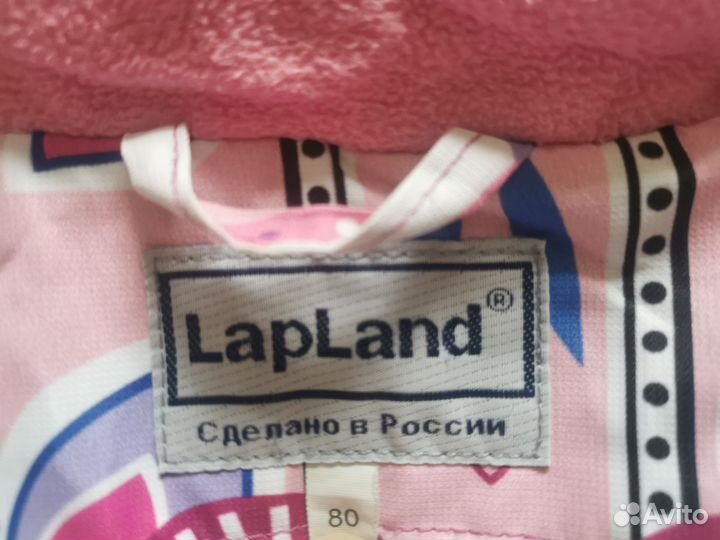 LapLand®
Сделано в России
80
Avito